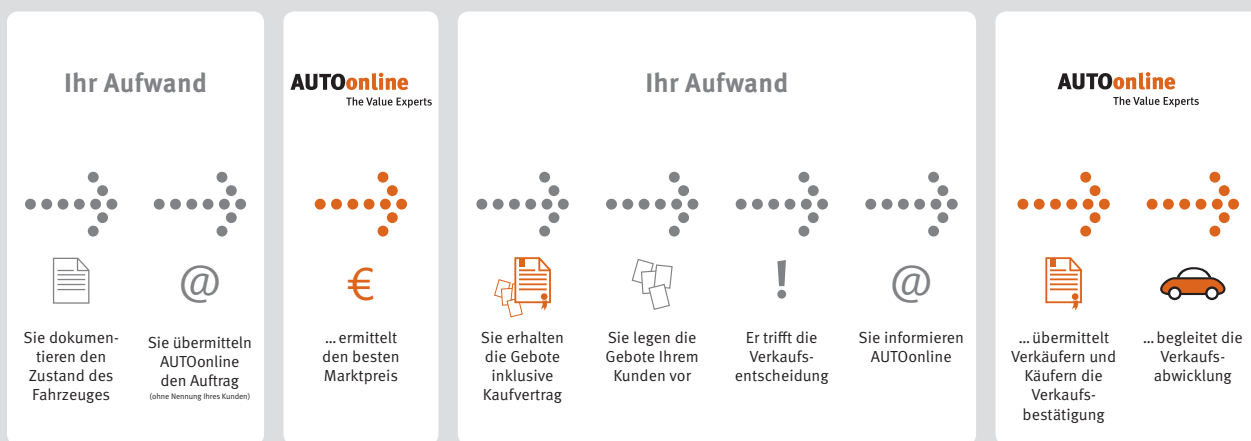 Ihr Aufwand
@
Sie dokumen-
tieren den
Zustand des
Fahrzeuges
@
Sie übermitteln
AUTOonline
den Auftrag
(ohne Nennung Ihres Kunden)
AUTOonline
The Value Experts
€
... ermittelt
den besten
Marktpreis
Ihr Aufwand
Sie erhalten
die Gebote
inklusive
Kaufvertrag
Sie legen die
Gebote Ihrem
Kunden vor
!
Er trifft die
Verkaufs-
entscheidung
@
Sie informieren
AUTOonline
AUTOonline
The Value Experts
... übermittelt
Verkäufern und
Käufern die
Verkaufs-
bestätigung
... begleitet die
Verkaufs-
abwicklung